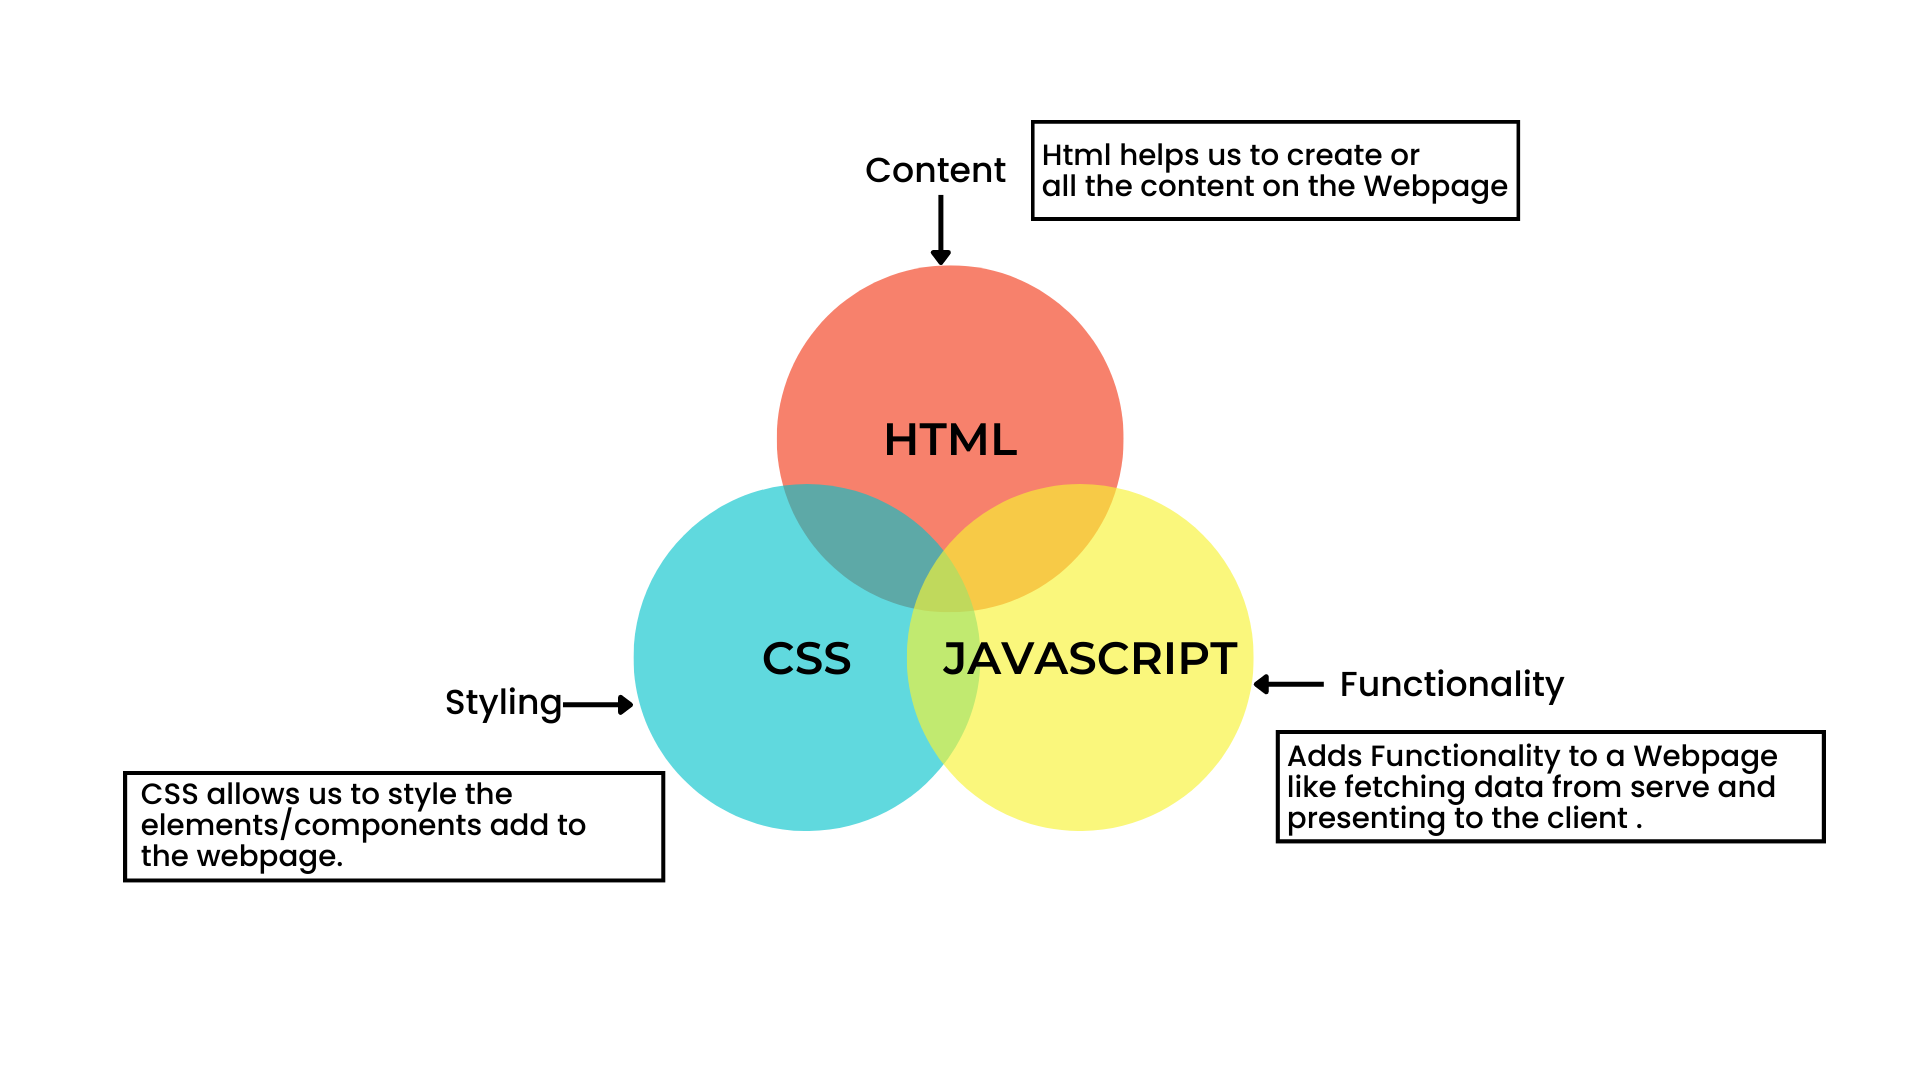 Content
Html helps us to create or
all the content on the Webpage
HTML
CSS
JAVASCRIPT
Styling
Functionality
CSS allows us to style the
elements/components add to
the webpage.
Adds Functionality to a Webpage
like fetching data from serve and
presenting to the client .